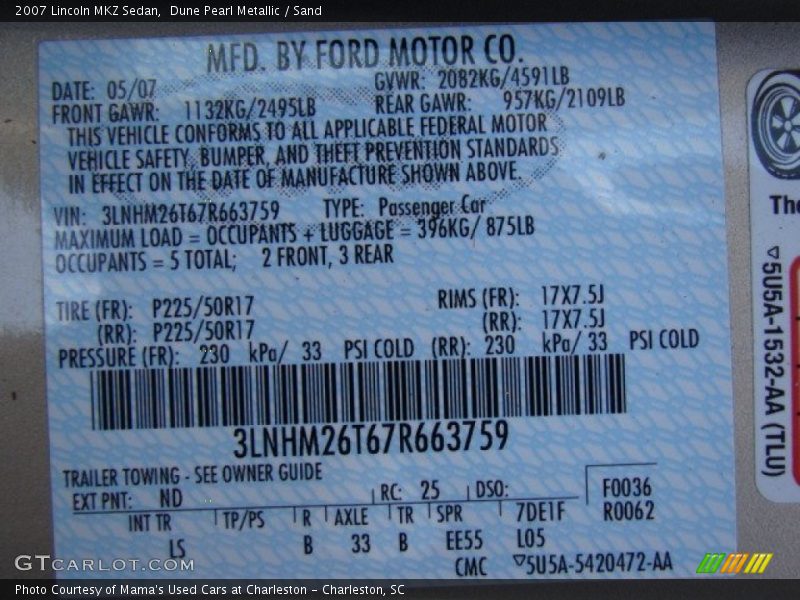 2007 Lincoln MKZ Sedan,  Dune Pearl Metallic / Sand
MFD. BY FORD MOTOR CO.
DATE: 05/07 GVWR: 2082KG/4591LB
FRONT GAWR: 1132KG/2495LB REAR GAWR: 957KG/2109LB
THIS VEHICLE CONFORMS TO ALL APPLICABLE FEDERAL MOTOR
VEHICLE SAFETY, BUMPER, AND THEFT PREVENTION STANDARDS
IN EFFECT ON THE DATE OF MANUFACTURE SHOWN ABOVE.
VIN: 3LNHM26T67R663759 TYPE: Passenger Car
MAXIMUM LOAD = OCCUPANTS + LUGGAGE = 396KG/ 875LB
OCCUPANTS = 5 TOTAL; 2 FRONT, 3 REAR
TIRE (FR): P225/50R17 RIMS (FR): 17X7.5J
(RR): P225/50R17 (RR): 17X7.5J
PRESSURE (FR): 230 kPa/ 33 PSI COLD (RR): 230 kPa/ 33 PSI COLD
3LNHM26T67R663759
TRAILER TOWING - SEE OWNER GUIDE
EXT PNT: ND RC: 25 DSO: F0036
INT TR TP/PS R AXLE TR SPR 7DE1F R0062
LS B 33 B EE55 L05
CMC 5U5A-5420472-AA
The
5U5A-1532-AA (TLU)
GTCARLOT.COM
Photo Courtesy of Mama's Used Cars at Charleston - Charleston, SC